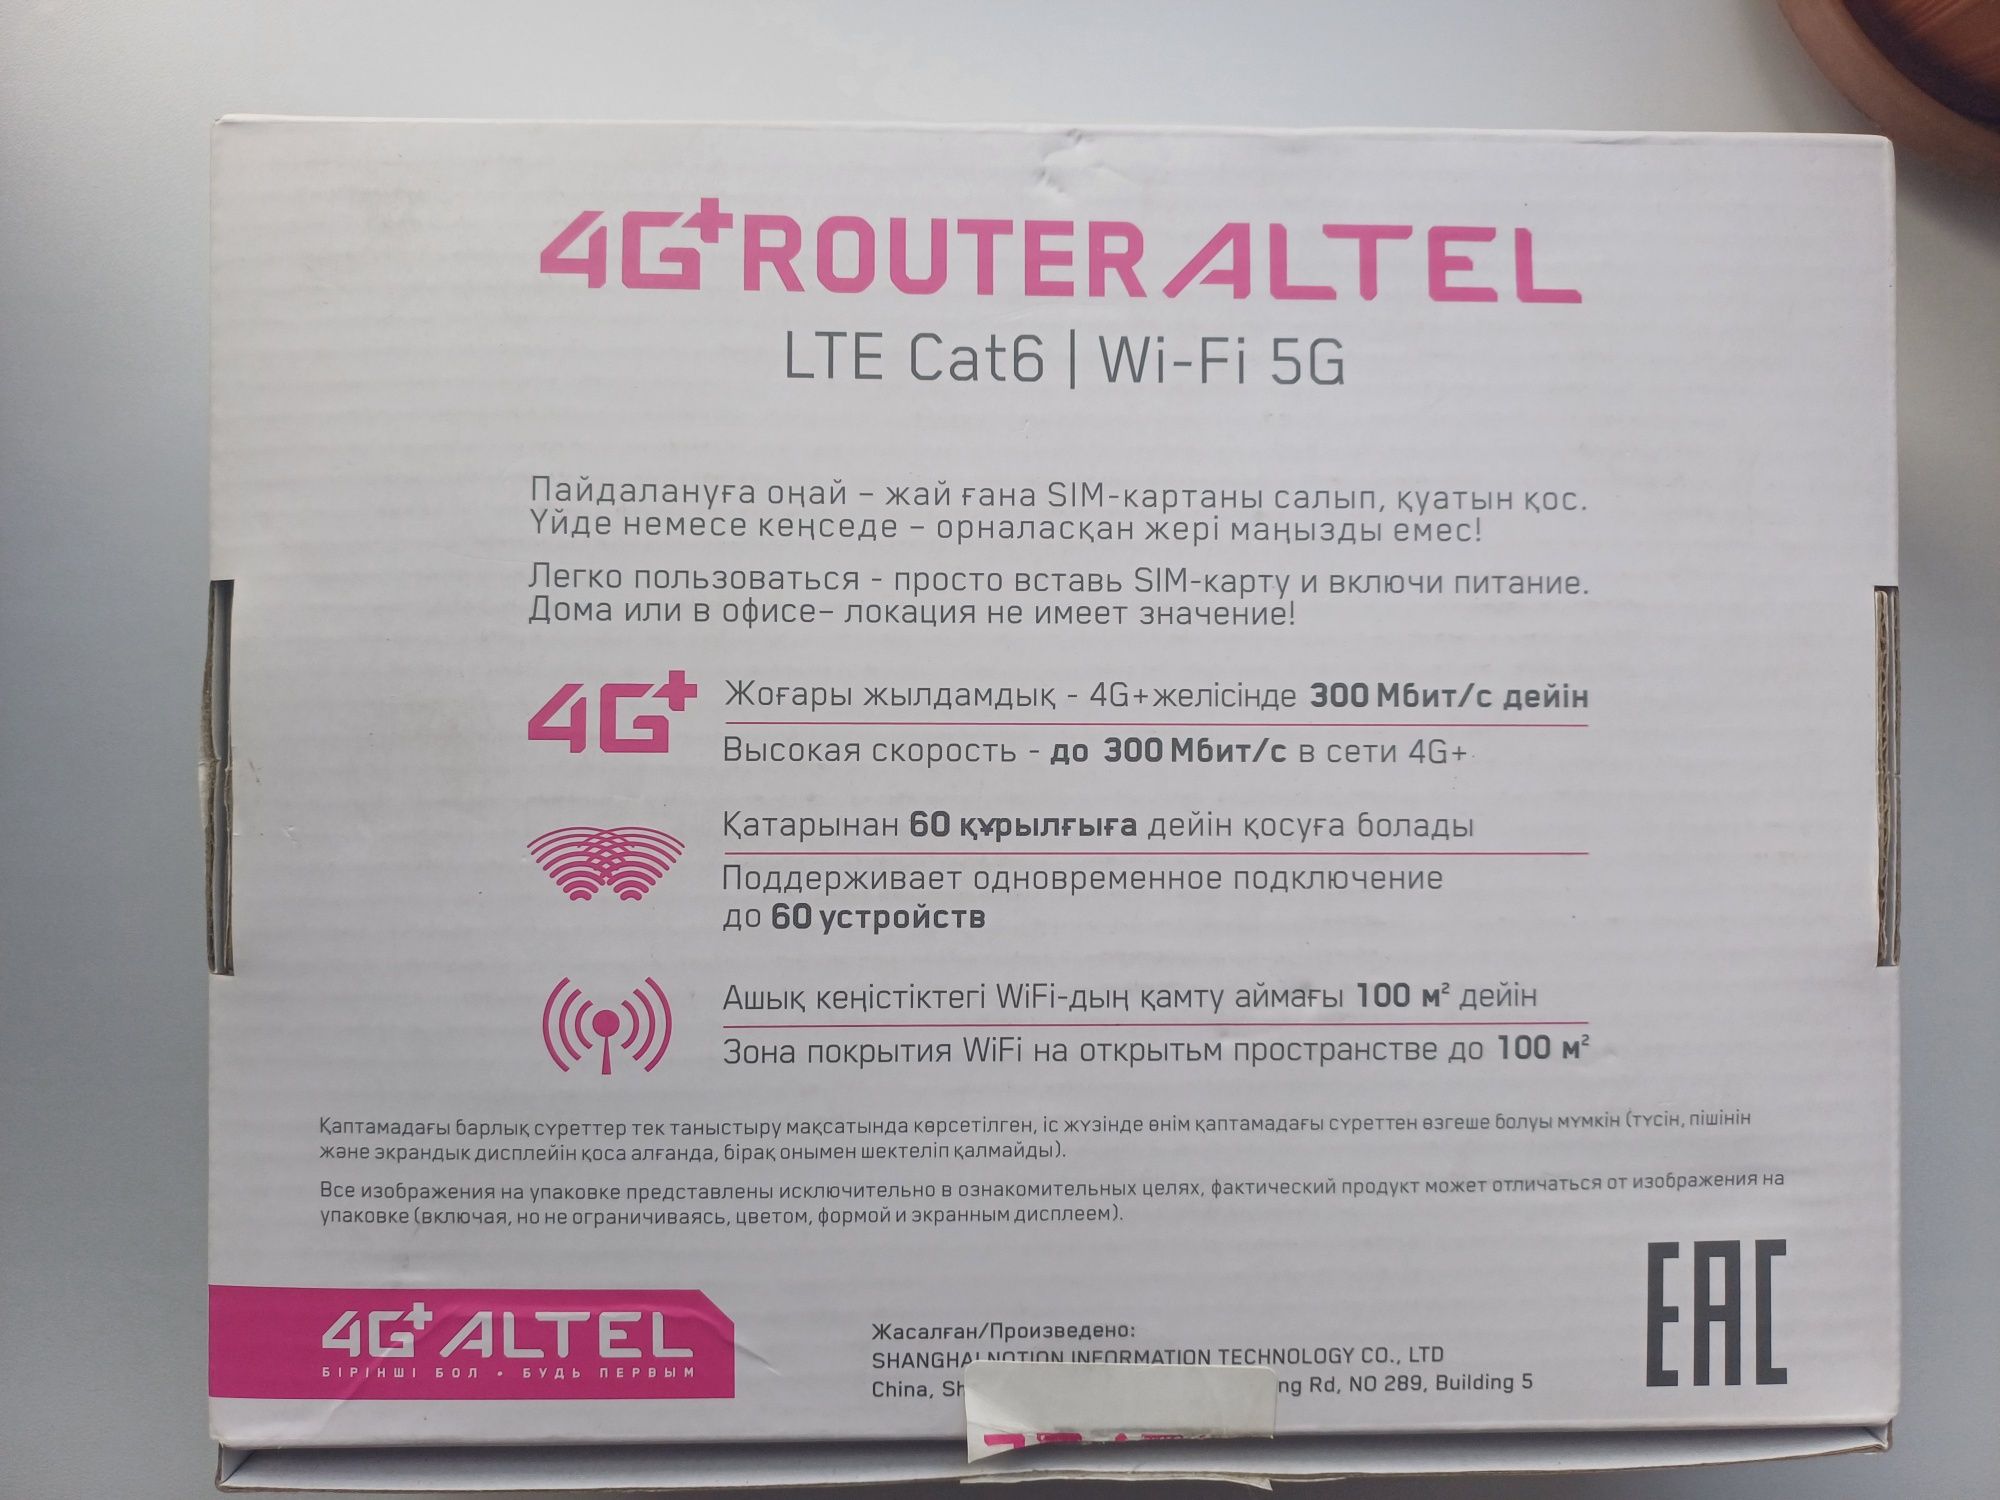 4G+ ROUTER ALTEL
LTE Cat6 | Wi-Fi 5G
Пайдалануға оңай – жай ғана SIM-картаны салып, қуатын қос.
Үйде немесе кеңседе – орналасқан жері маңызды емес!
Легко пользоваться - просто вставь SIM-карту и включи питание.
Дома или в офисе– локация не имеет значение!
4G+
Жоғары жылдамдық - 4G+желісінде 300 Мбит/с дейін
Высокая скорость - до 300 Мбит/с в сети 4G+
Қатарынан 60 құрылғыға дейін қосуға болады
Поддерживает одновременное подключение
до 60 устройств
Ашық кеңістіктегі WiFi-дың қамту аймағы 100 м² дейін
Зона покрытия WiFi на открытьм пространстве до 100 м²
Қаптамадағы барлық суреттер тек таныстыру мақсатында көрсетілген, іс жүзінде өнім қаптамадағы суреттен өзгеше болуы мүмкін (түсін, пішінін
және экрандық дисплейін қоса алғанда, бірақ онымен шектеліп қалмайды).
Все изображения на упаковке представлены исключительно в ознакомительных целях, фактический продукт может отличаться от изображения на
упаковке (включая, но не ограничиваясь, цветом, формой и экранным дисплеем).
EAC
4G+ ALTEL
БІРІНШІ БОЛ • БУДЬ ПЕРВЫМ
Жасалған/Произведено:
SHANGHAI NOTION INFORMATION TECHNOLOGY CO., LTD
China, Rd, NO 289, Building 5